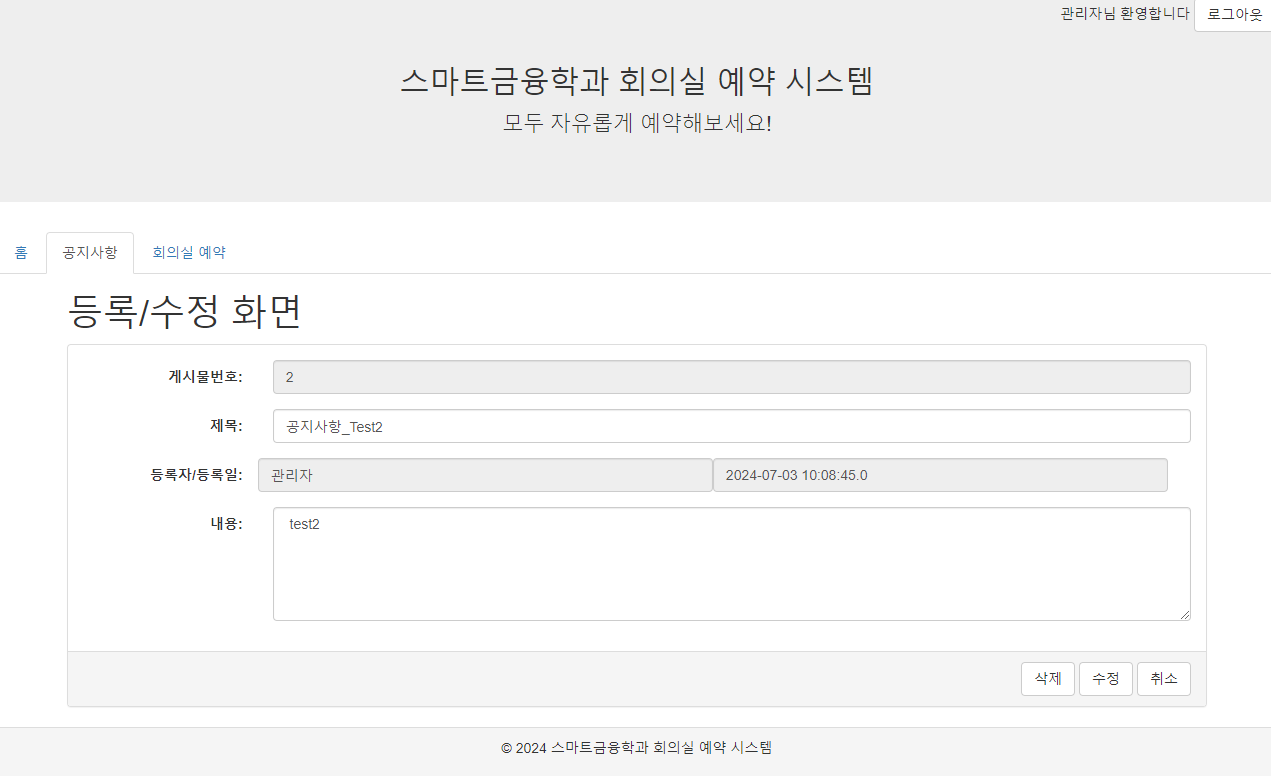 관리자님 환영합니다 로그아웃
스마트금융학과 회의실 예약 시스템
모두 자유롭게 예약해보세요!
홈 공지사항 회의실 예약
등록/수정 화면
게시물번호: 2
제목: 공지사항_Test2
등록자/등록일: 관리자 2024-07-03 10:08:45.0
내용: test2
삭제 수정 취소
© 2024 스마트금융학과 회의실 예약 시스템